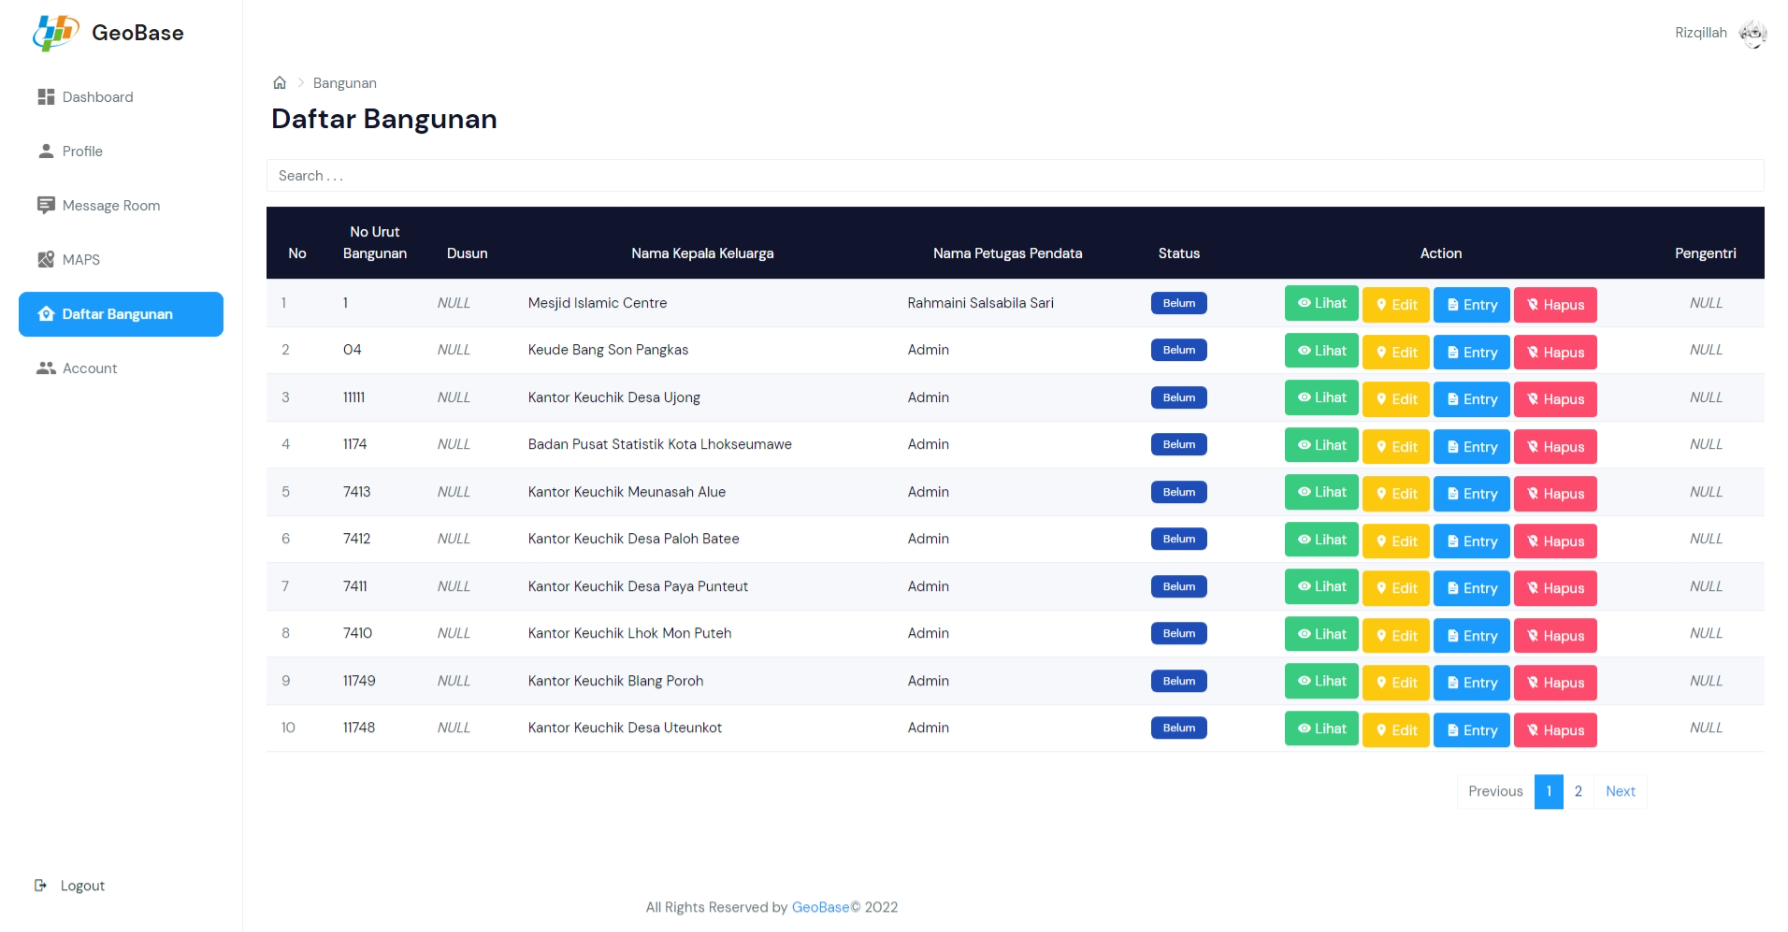 GeoBase
Rizqillah
Dashboard
Profile
Message Room
MAPS
Daftar Bangunan
Account
Logout
Bangunan
Daftar Bangunan
Search . . .
No No Urut Bangunan Dusun Nama Kepala Keluarga Nama Petugas Pendata Status Action Pengentri
1 1 NULL Mesjid Islamic Centre Rahmaini Salsabila Sari Belum Lihat Edit Entry Hapus NULL
2 04 NULL Keude Bang Son Pangkas Admin Belum Lihat Edit Entry Hapus NULL
3 11111 NULL Kantor Keuchik Desa Ujong Admin Belum Lihat Edit Entry Hapus NULL
4 1174 NULL Badan Pusat Statistik Kota Lhokseumawe Admin Belum Lihat Edit Entry Hapus NULL
5 7413 NULL Kantor Keuchik Meunasah Alue Admin Belum Lihat Edit Entry Hapus NULL
6 7412 NULL Kantor Keuchik Desa Paloh Batee Admin Belum Lihat Edit Entry Hapus NULL
7 7411 NULL Kantor Keuchik Desa Paya Punteut Admin Belum Lihat Edit Entry Hapus NULL
8 7410 NULL Kantor Keuchik Lhok Mon Puteh Admin Belum Lihat Edit Entry Hapus NULL
9 11749 NULL Kantor Keuchik Blang Poroh Admin Belum Lihat Edit Entry Hapus NULL
10 11748 NULL Kantor Keuchik Desa Uteunkot Admin Belum Lihat Edit Entry Hapus NULL
Previous 1 2 Next
All Rights Reserved by GeoBase© 2022